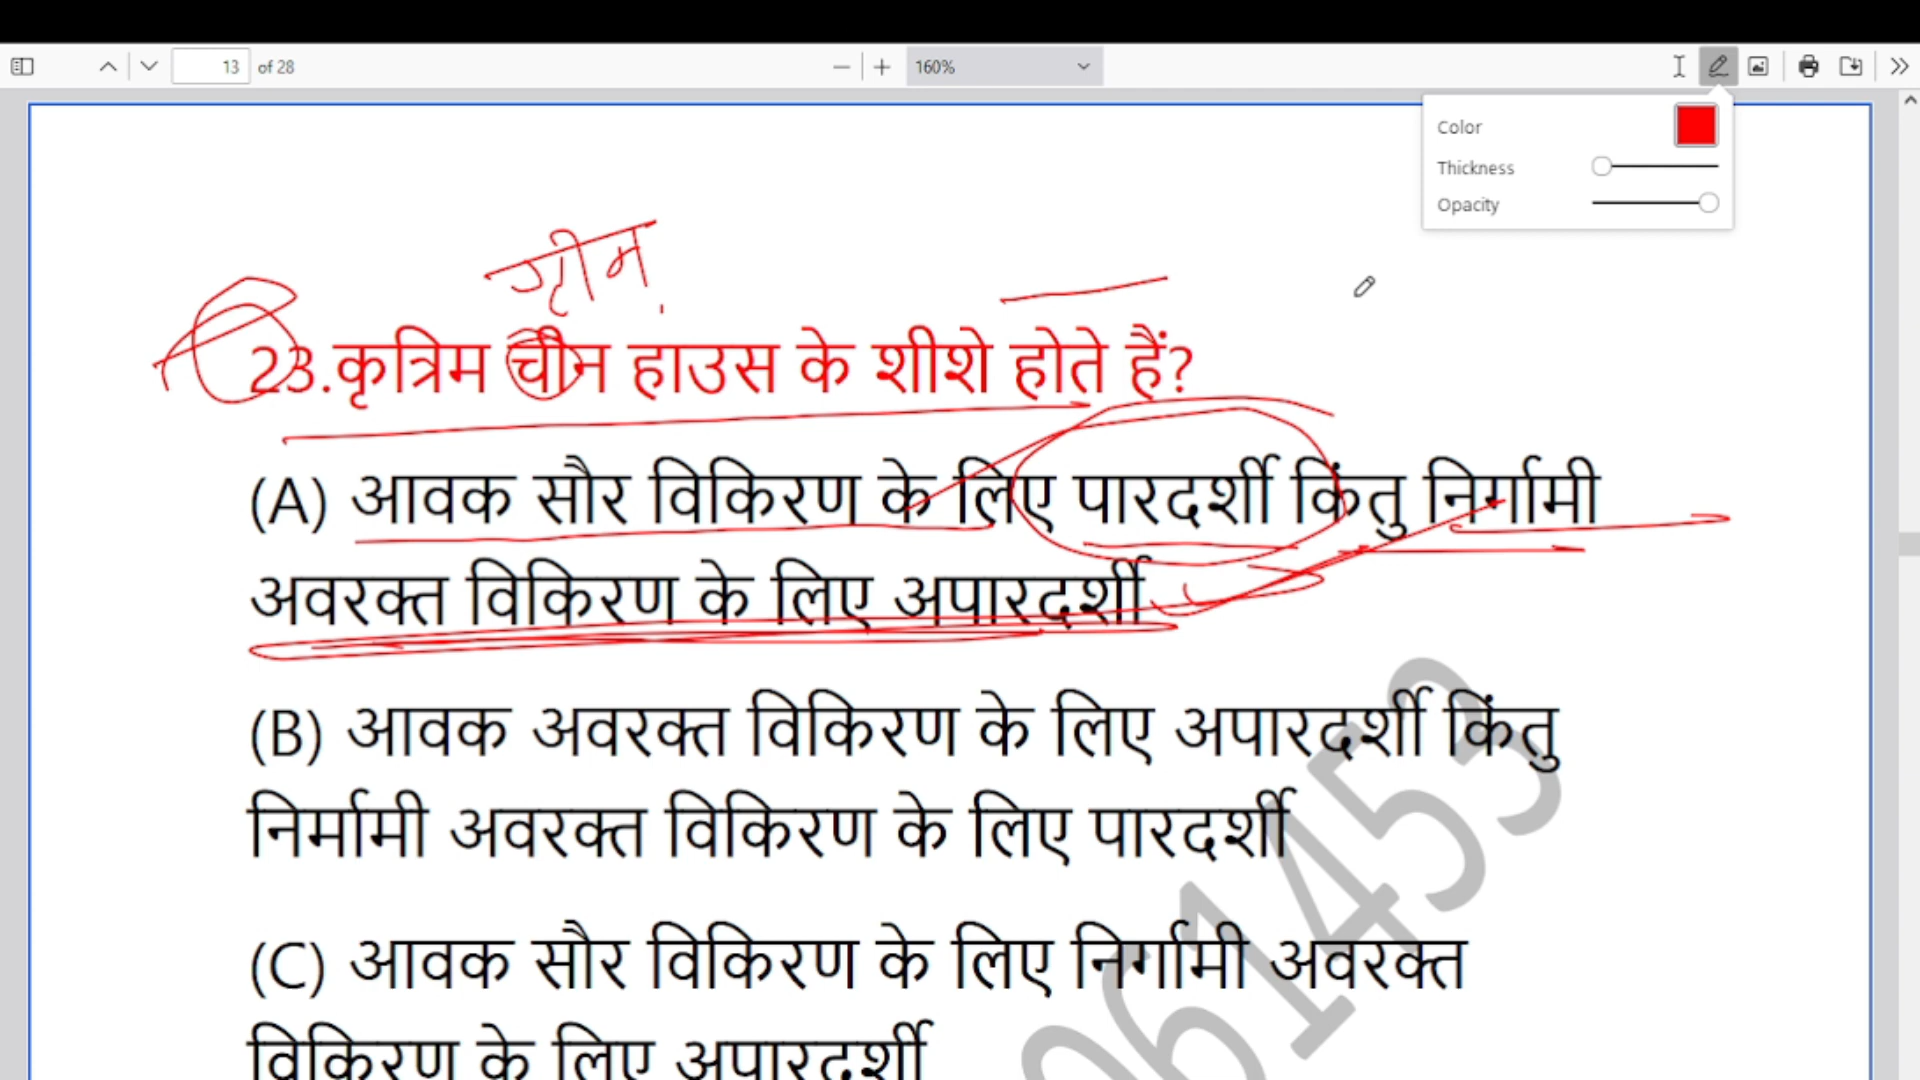 13 of 28
160%
Color
Thickness
Opacity
ग्रीन
23.कृत्रिम चीन हाउस के शीशे होते हैं?
(A) आवक सौर विकिरण के लिए पारदर्शी किंतु निर्गामी
अवरक्त विकिरण के लिए अपारदर्शी
(B) आवक अवरक्त विकिरण के लिए अपारदर्शी किंतु
निर्मामी अवरक्त विकिरण के लिए पारदर्शी
(C) आवक सौर विकिरण के लिए निर्गामी अवरक्त
विकिरण के लिए अपारदर्शी
061453